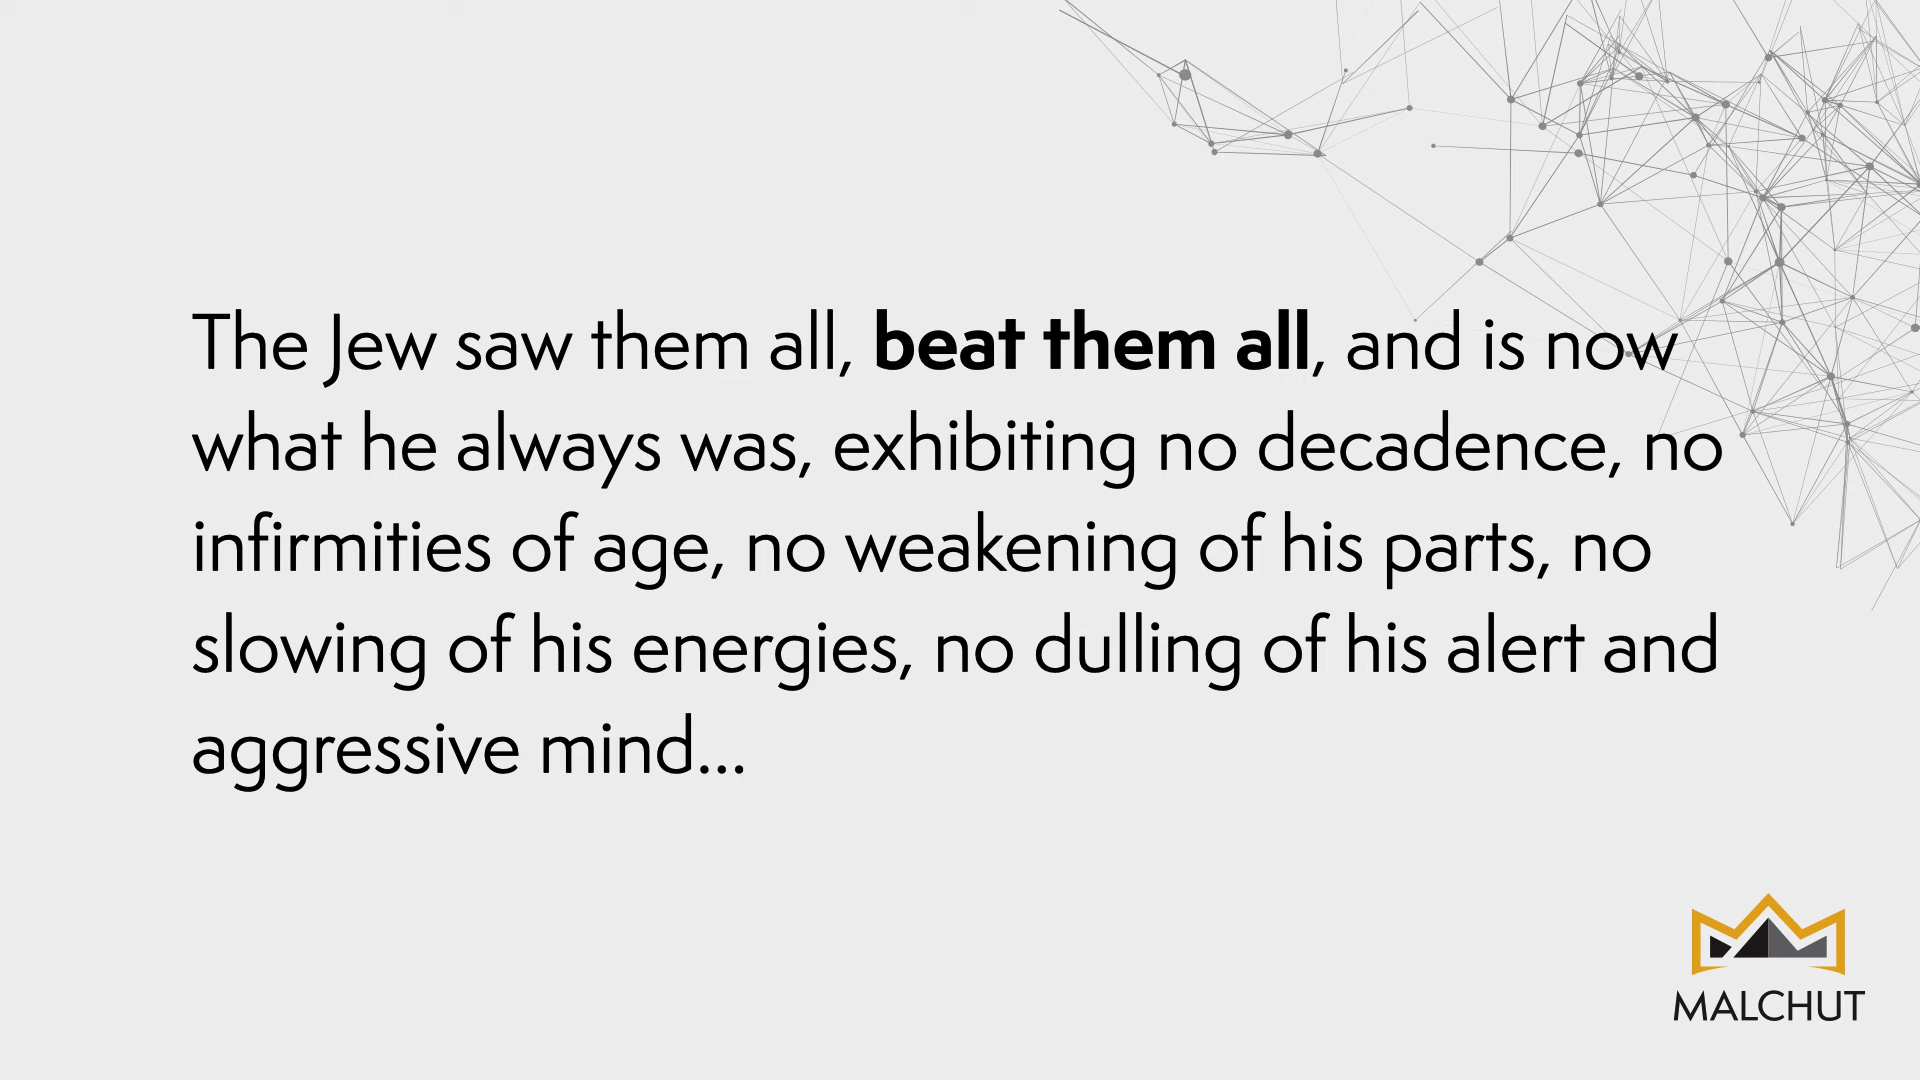 The Jew saw them all, beat them all, and is now
what he always was, exhibiting no decadence, no
infirmities of age, no weakening of his parts, no
slowing of his energies, no dulling of his alert and
aggressive mind...
MALCHUT